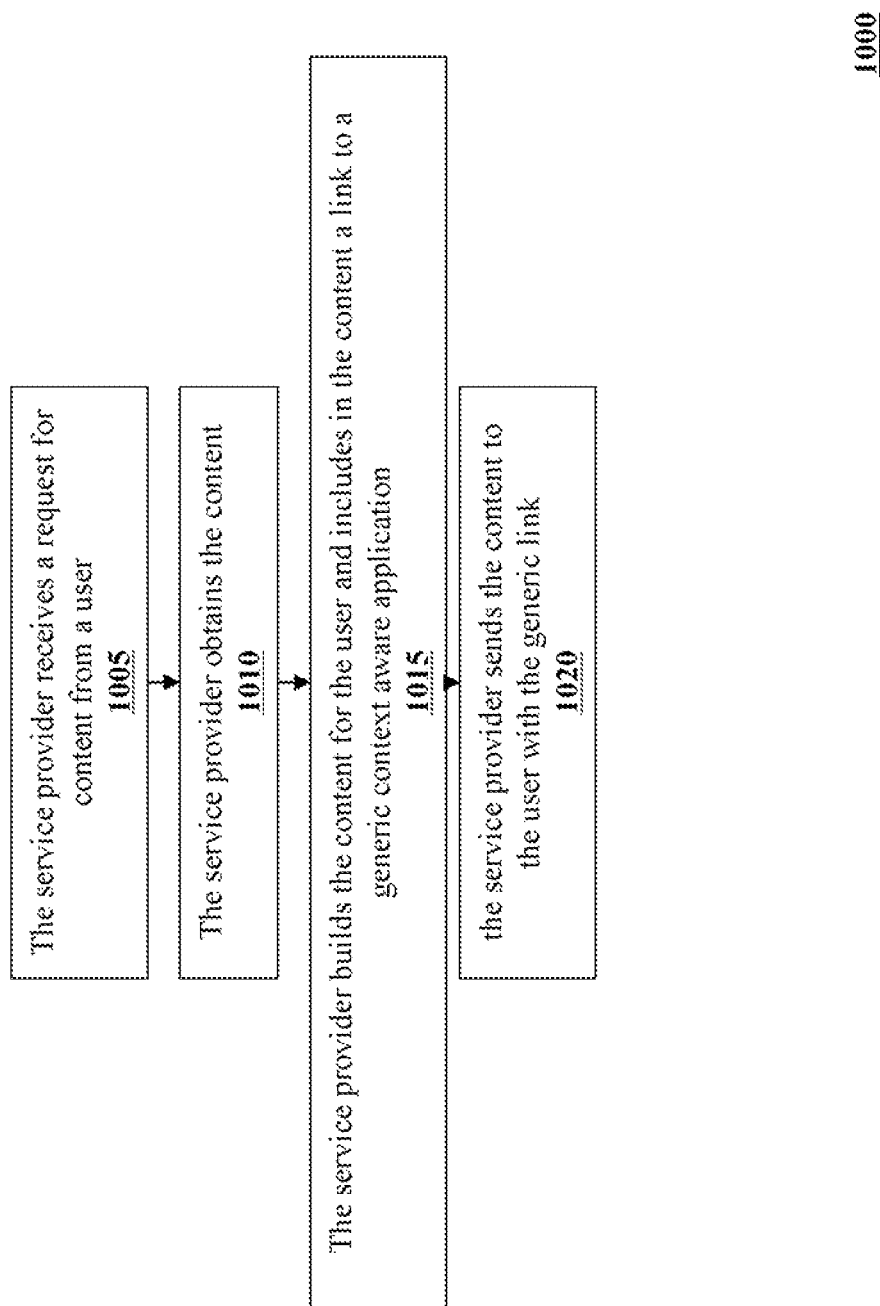 The service provider receives a request for
content from a user
1005
The service provider obtains the content
1010
The service provider builds the content for the user and includes in the content a link to a
generic context aware application
1015
the service provider sends the content to
the user with the generic link
1020
1000